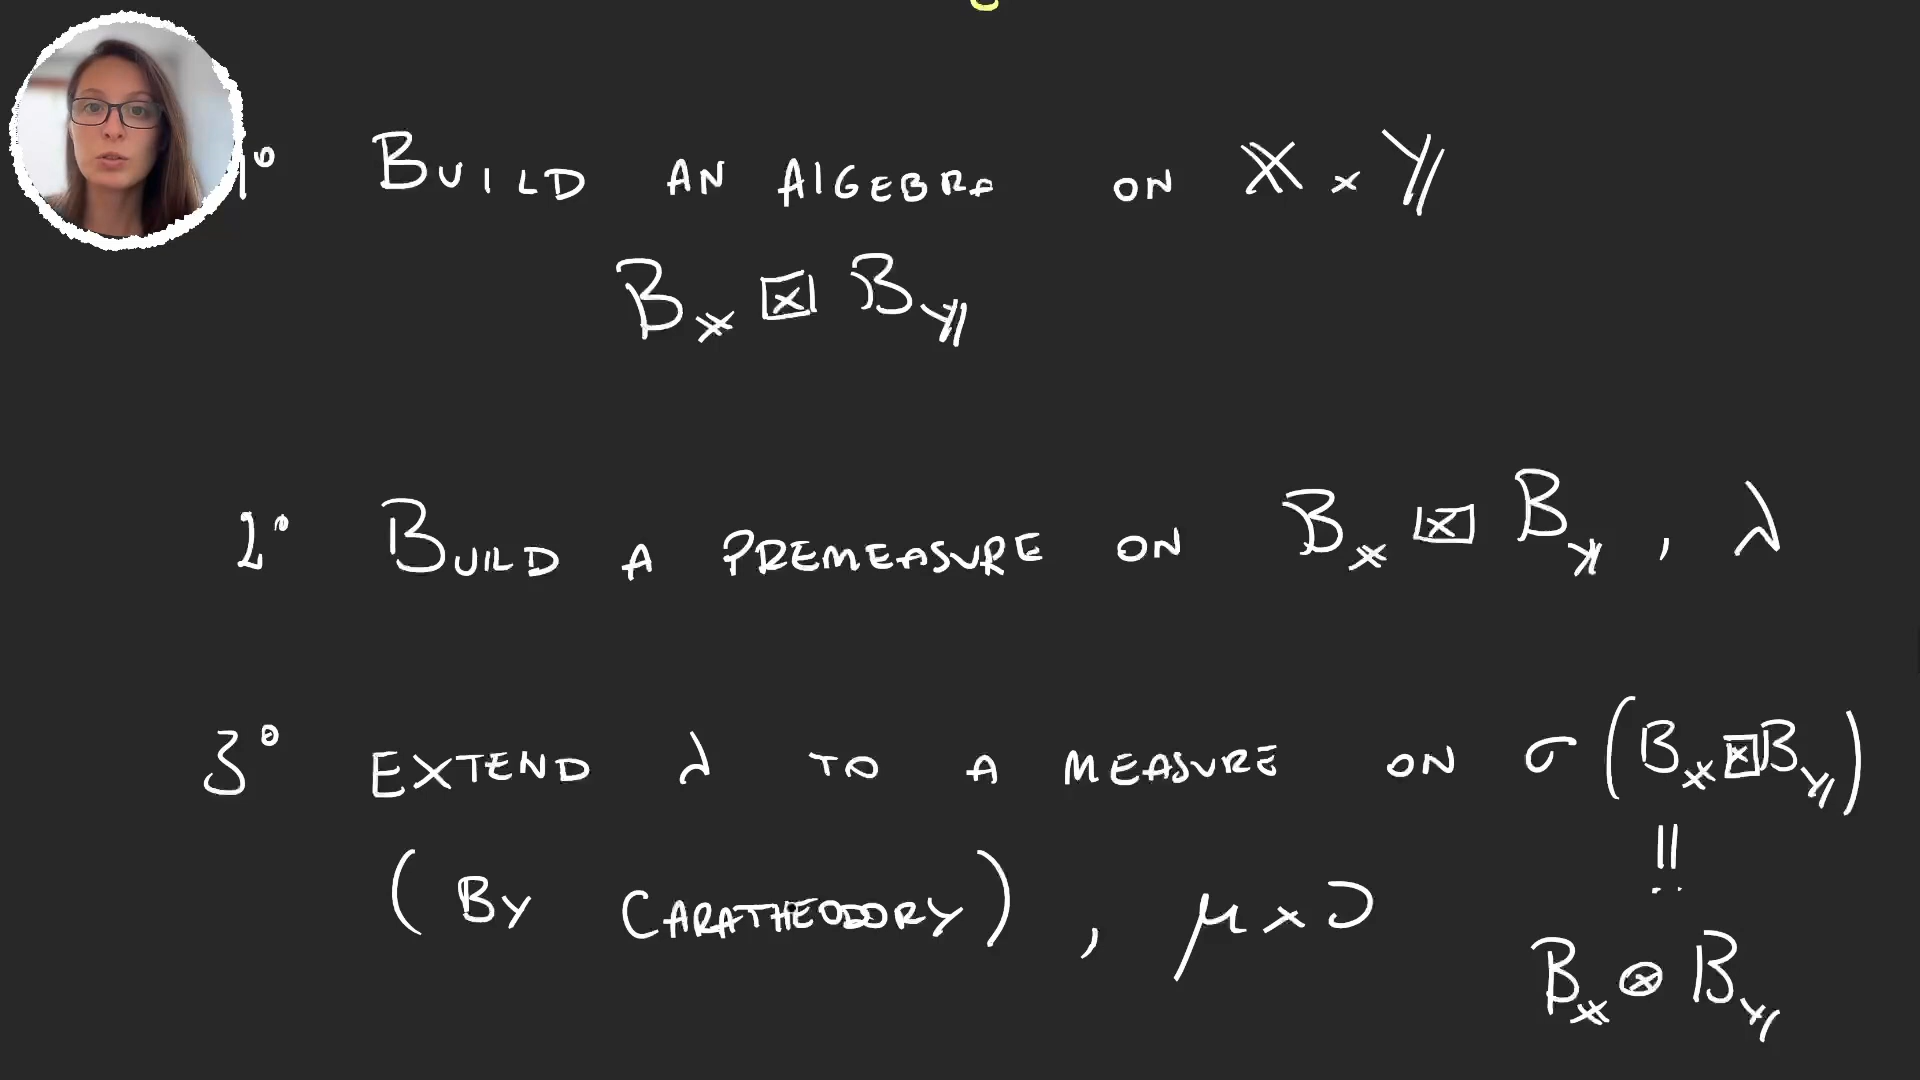 1° BUILD AN ALGEBRA ON 𝕏 × 𝕐
B_𝕏 ⊠ B_𝕐
2° BUILD A PREMEASURE ON B_𝕏 ⊠ B_𝕐 , λ
3° EXTEND λ TO A MEASURE ON σ (B_𝕏 ⊠ B_𝕐)
(BY CARATHEODORY) , μ × ν
=:
B_𝕏 ⊗ B_𝕐